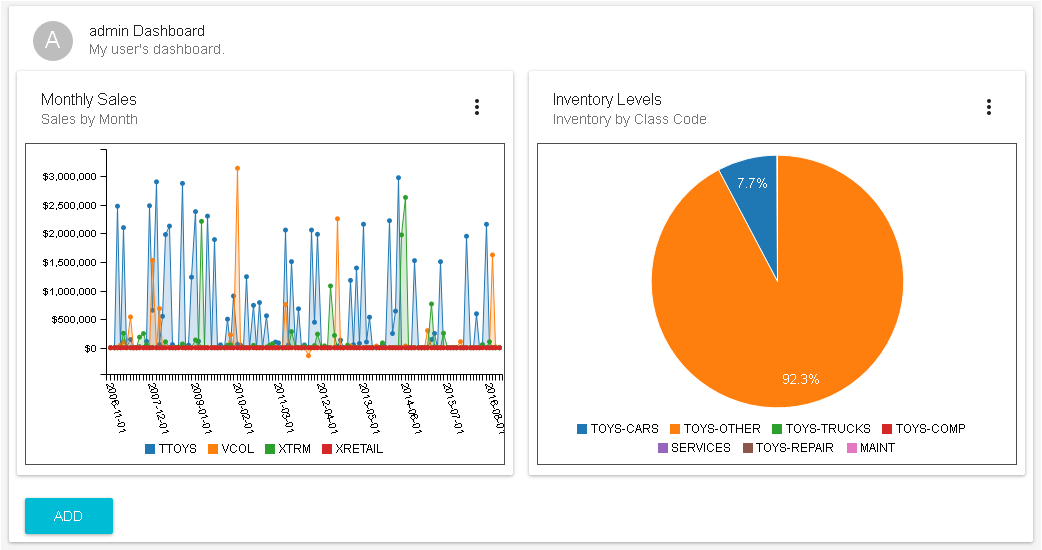 A
admin Dashboard
My user's dashboard.
Monthly Sales
Sales by Month
$3,000,000
$2,500,000
$2,000,000
$1,500,000
$1,000,000
$500,000
$0
2006-11-01 2007-12-01 2009-01-01 2010-02-01 2011-03-01 2012-04-01 2013-05-01 2014-06-01 2015-07-01 2016-08-01
TTOYS VCOL XTRM XRETAIL
Inventory Levels
Inventory by Class Code
7.7%
92.3%
TOYS-CARS TOYS-OTHER TOYS-TRUCKS TOYS-COMP
SERVICES TOYS-REPAIR MAINT
ADD